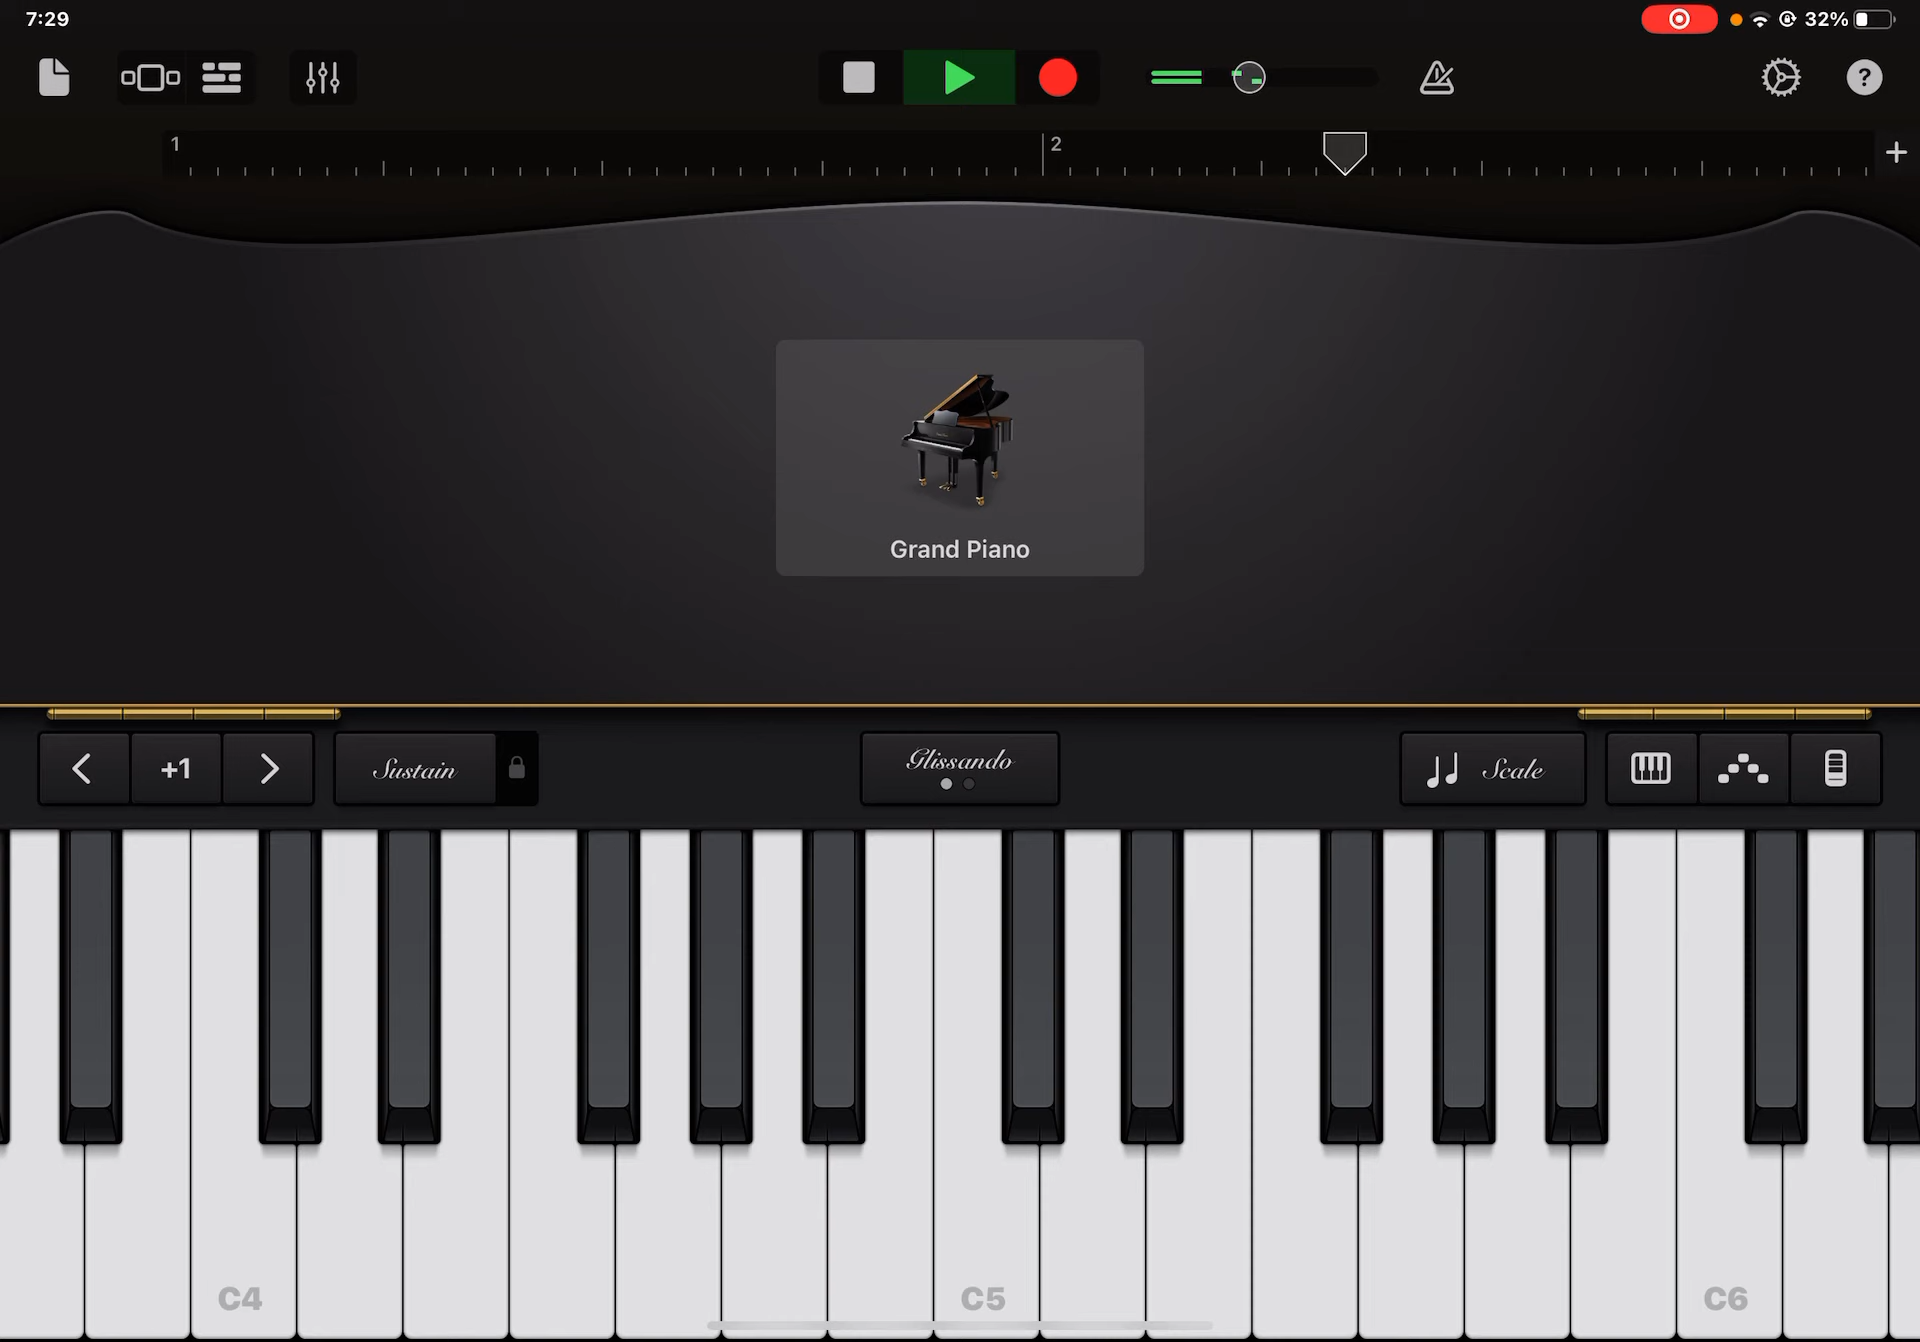 7:29
32%
?
1
2
+
Grand Piano
+1
Sustain
Glissando
Scale
C4
C5
C6